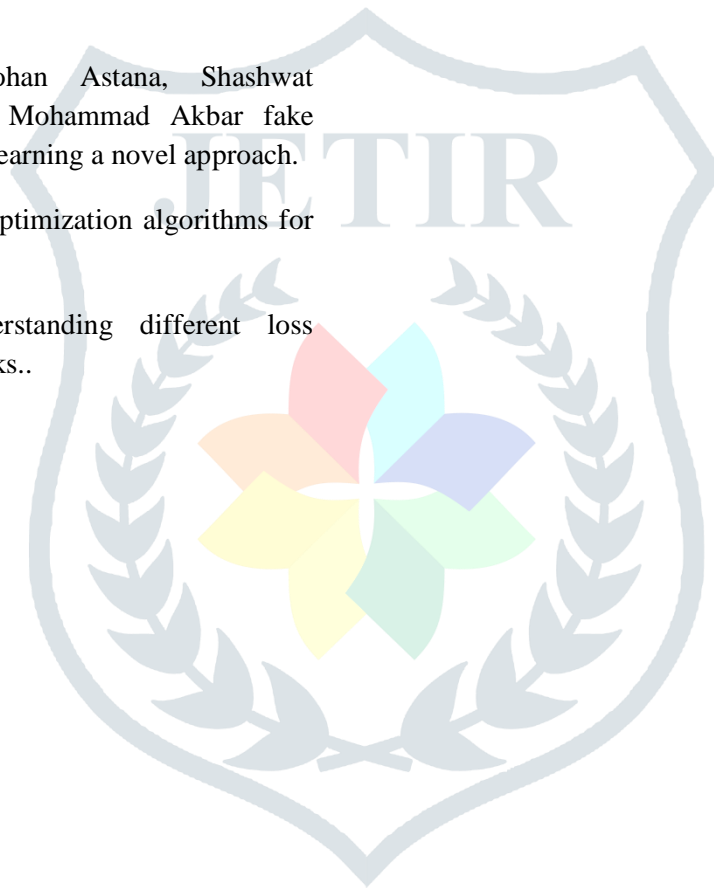 ohan Astana, Shashwat
Mohammad Akbar fake
earning a novel approach.
JETIR
ptimization algorithms for
erstanding different loss
ks..